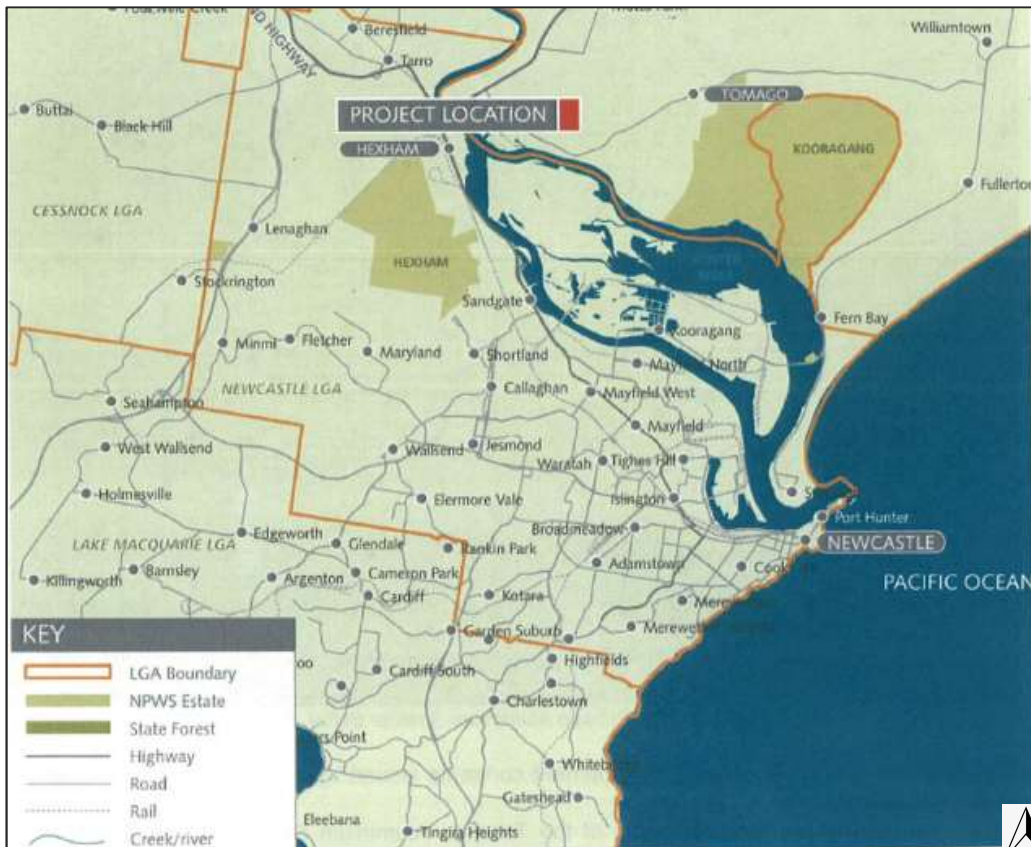 Beresfield
Williamtown
HIGHWAY
Tarro
Buttai
TOMAGO
PROJECT LOCATION
Black Hill
HEXHAM
KOORAGANG
Fullerton
CESSNOCK LGA
Lenaghan
HEXHAM
Stockrington
Sandgate
Fern Bay
Kooragang
Minmi
Fletcher
Maryland
Shortland
Mayfield North
NEWCASTLE LGA
Callaghan
Mayfield West
Seahampton
Mayfield
West Wallsend
Wallsend
Jesmond
Waratah
Tighes Hill
Holmesville
Elermore Vale
Islington
Port Hunter
Broadmeadow
Edgeworth
NEWCASTLE
LAKE MACQUARIE LGA
Glendale
Rankin Park
Adamstown
Killingworth
Barnsley
Argenton
Cameron Park
PACIFIC OCEAN
Cardiff
Kotara
KEY
Garden Suburb
LGA Boundary
Cardiff South
Highfields
NPWS Estate
Charlestown
State Forest
Highway
Point
Road
Gateshead
Rail
Eleebana
Creek/river
Tingira Heights